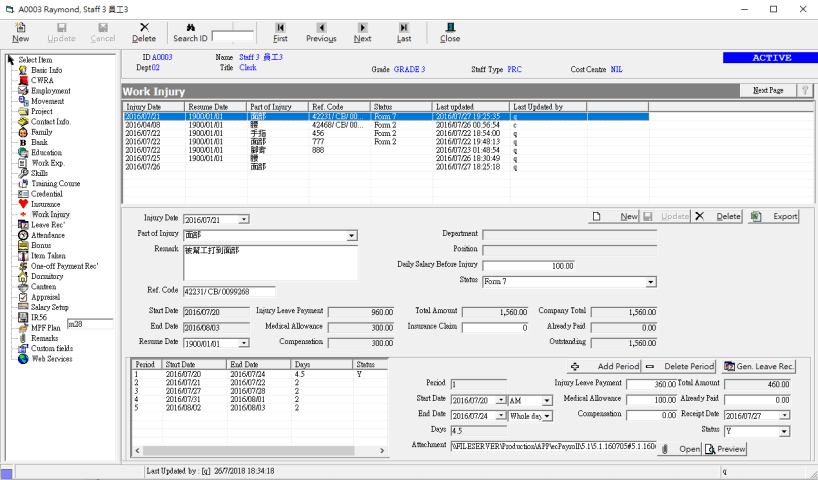 A0003 Raymond, Staff 3 員工3
New Update Cancel Delete Search ID First Previous Next Last Close
Select Item
Basic Info
CWRA
Employment
Movement
Project
Contact Info.
Family
Bank
Education
Work Exp.
Skills
Training Course
Credential
Insurance
Work Injury
Leave Rec'
Attendance
Bonus
Item Taken
One-off Payment Rec'
Dormitory
Canteen
Appraisal
Salary Setup
IR56
MPF Plan m28
Remarks
Custom fields
Web Services
ID A0003 Name Staff 3 員工3 ACTIVE
Dept 02 Title Clerk Grade GRADE 3 Staff Type PRC Cost Centre NIL
Work Injury Next Page ?
Injury Date Resume Date Part of Injury Ref. Code Status Last updated Last Updated by
2016/07/21 1900/01/01 面部 42231/ CB/ 00... Form 7 2016/07/27 19:25:35 q
2016/04/08 1900/01/01 腰 42468/ CB/ 00... Form 2 2016/07/26 00:56:54 c
2016/07/22 1900/01/01 手指 456 Form 2 2016/07/22 18:54:00 q
2016/07/22 1900/01/01 面部 777 Form 2 2016/07/22 19:48:13 q
2016/07/22 1900/01/01 888 2016/07/23 01:48:54 q
2016/07/25 1900/01/01 腰 2016/07/26 18:30:49 q
2016/07/26 面部 2016/07/27 18:25:18 q
Injury Date 2016/07/21 New Update Delete Export
Part of Injury 面部 Department
Remark 被幫工打到面部 Position
Daily Salary Before Injury 100.00
Status Form 7
Ref. Code 42231/ CB/ 0099268
Start Date 2016/07/20 Injury Leave Payment 960.00 Total Amount 1,560.00 Company Total 1,560.00
End Date 2016/08/03 Medical Allowance 300.00 Insurance Claim 0 Already Paid 0.00
Resume Date 1900/01/01 Compensation 300.00 Outstanding 1,560.00
Period Start Date End Date Days Status
1 2016/07/20 2016/07/24 4.5 Y
2 2016/07/21 2016/07/22 2
3 2016/07/27 2016/07/28 2
4 2016/07/31 2016/08/01 2
5 2016/08/02 2016/08/03 2
Add Period Delete Period Gen. Leave Rec.
Period 1 Injury Leave Payment 360.00 Total Amount 460.00
Start Date 2016/07/20 AM Medical Allowance 100.00 Already Paid 0.00
End Date 2016/07/24 Whole day Compensation 0.00 Receipt Date 2016/07/27
Days 4.5 Status Y
Attachment \\FILESERVER\Production\APP\ecPayroll\5.1\5.1.160705#5.1.160 Open Preview
Last Updated by : [q] 26/7/2018 18:34:18 q